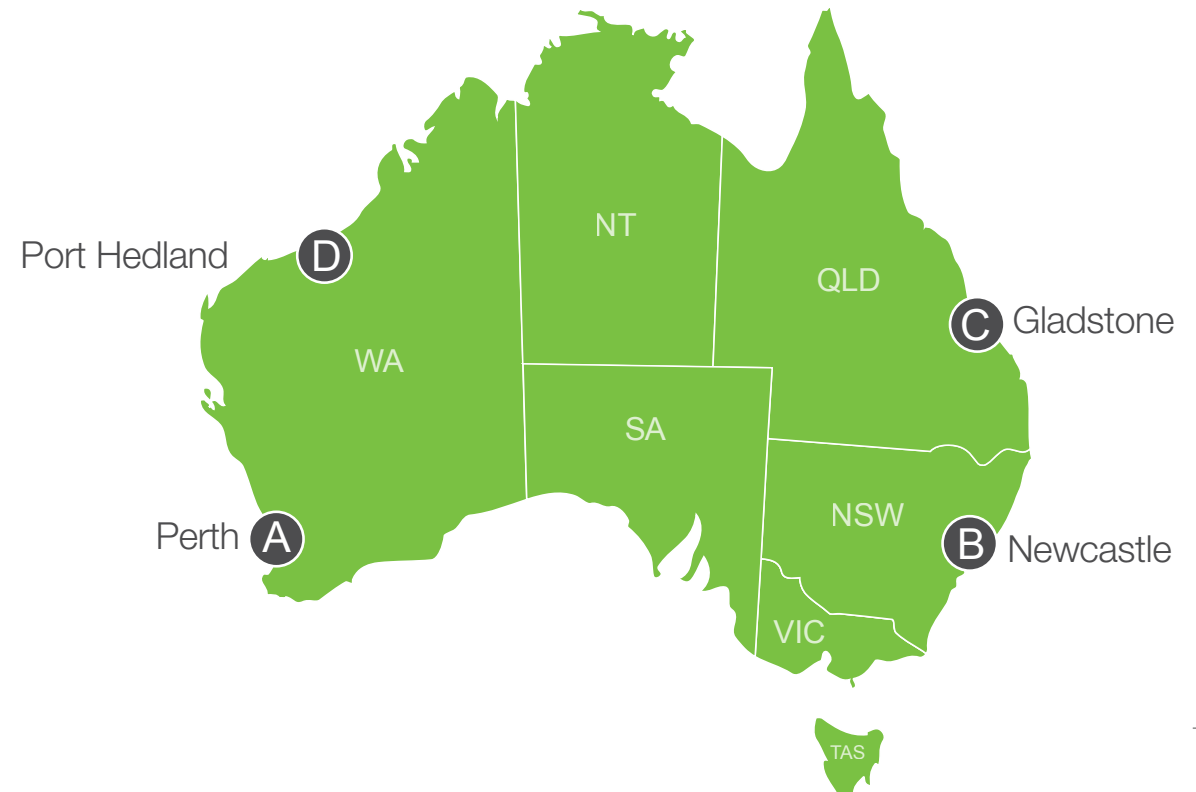 NT
Port Hedland D
QLD
C Gladstone
WA
SA
NSW
Perth A
B Newcastle
VIC
TAS